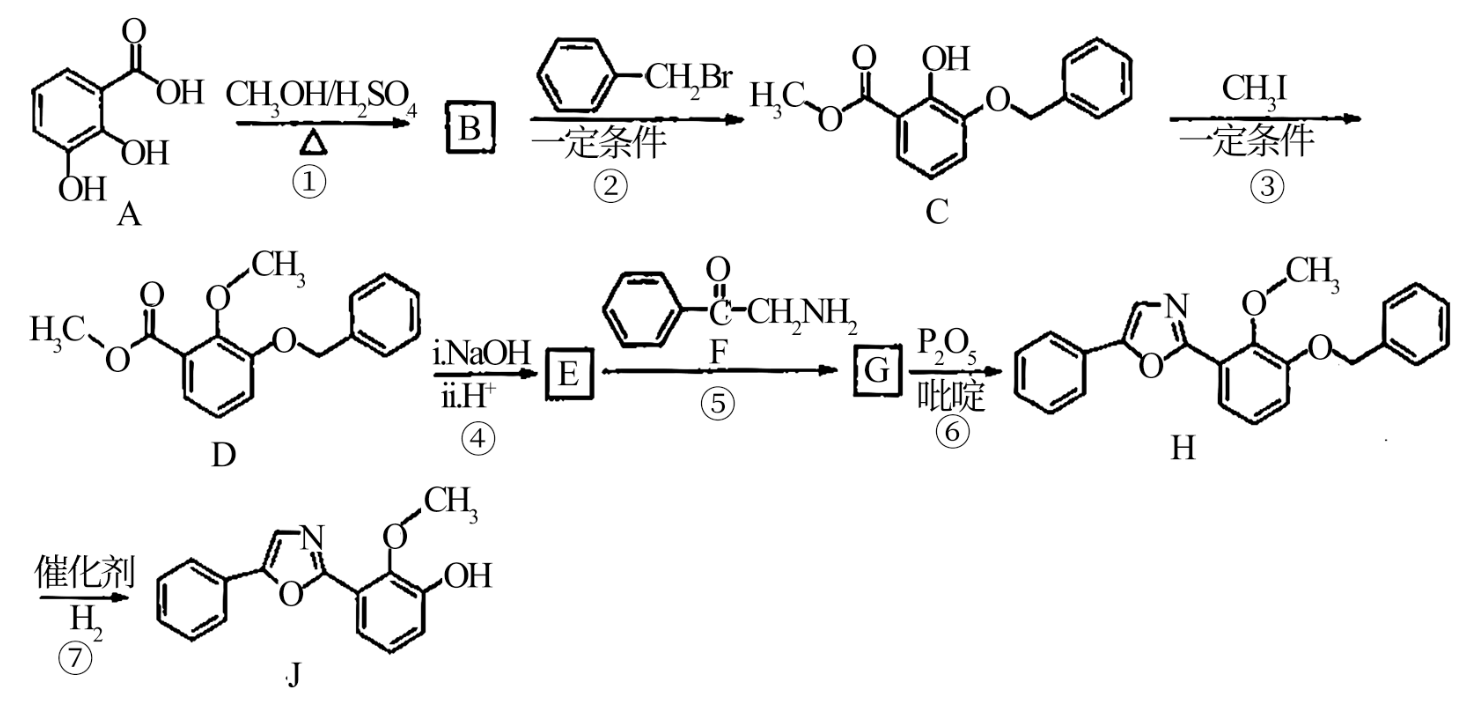 O
OH
OH
OH
A
CH₃OH/H₂SO₄
△
①
B
CH₂Br
一定条件
②
O
OH
H₃C
O
O
C
CH₃I
一定条件
③
O
CH₃
O
H₃C
O
O
D
i.NaOH
ii.H⁺
④
E
O
C
CH₂NH₂
F
⑤
G
P₂O₅
吡啶
⑥
N
O
CH₃
O
O
H
催化剂
H₂
⑦
N
O
CH₃
O
OH
J